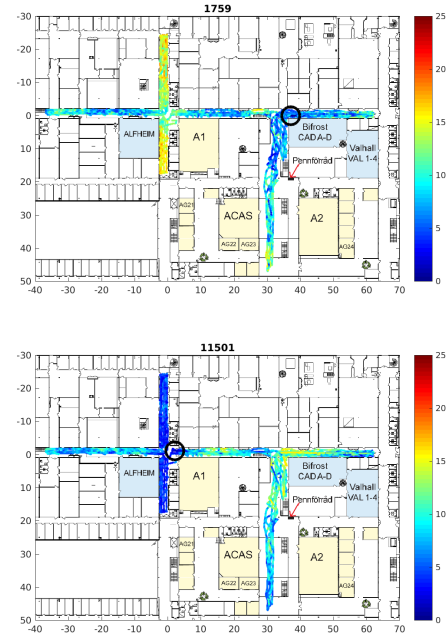 1759
-30
-20
-10
0
10
20
30
40
50
-40 -30 -20 -10 0 10 20 30 40 50 60 70
25
20
15
10
5
0
ALFHEIM
A1
Bifrost
CAD A-D
Valhall
VAL 1-4
Pennförråd
AG21
ACAS
A2
AG22 AG23
AG24
11501
-30
-20
-10
0
10
20
30
40
50
-40 -30 -20 -10 0 10 20 30 40 50 60 70
25
20
15
10
5
0
ALFHEIM
A1
Bifrost
CAD A-D
Valhall
VAL 1-4
Pennförråd
AG21
ACAS
A2
AG22 AG23
AG24